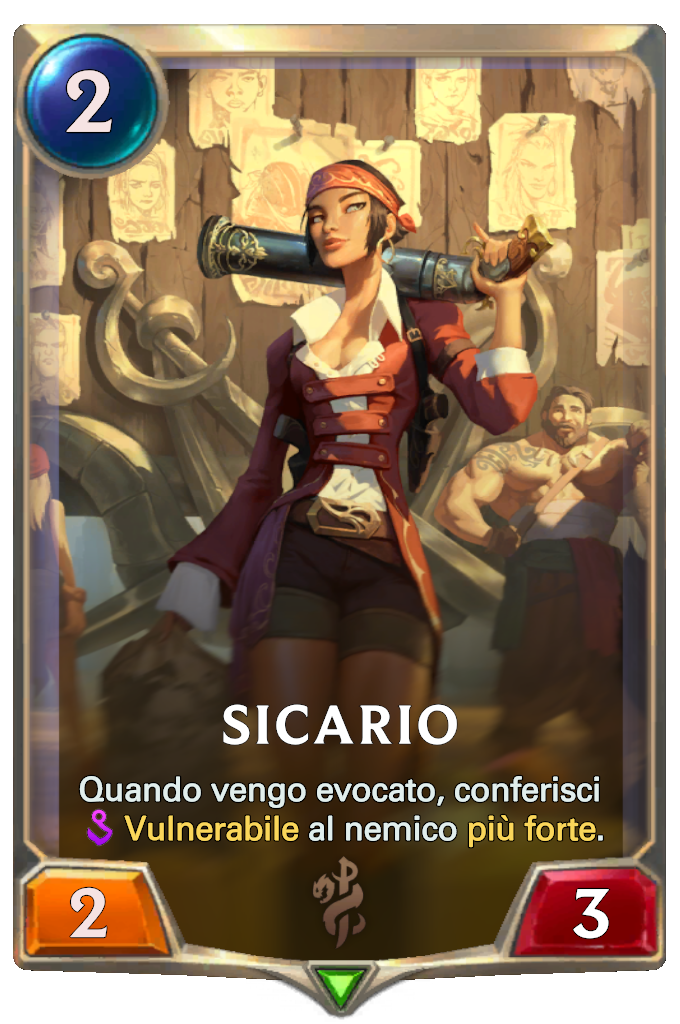 2
SICARIO
Quando vengo evocato, conferisci
Vulnerabile al nemico più forte.
2
3